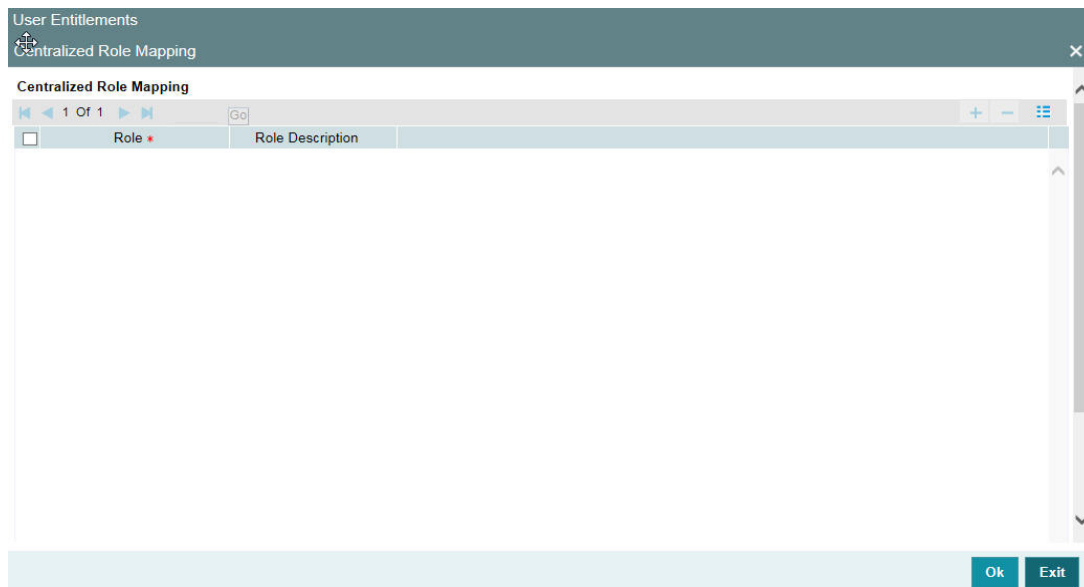 User Entitlements
Centralized Role Mapping
Centralized Role Mapping
1 Of 1 Go
Role * Role Description
Ok Exit